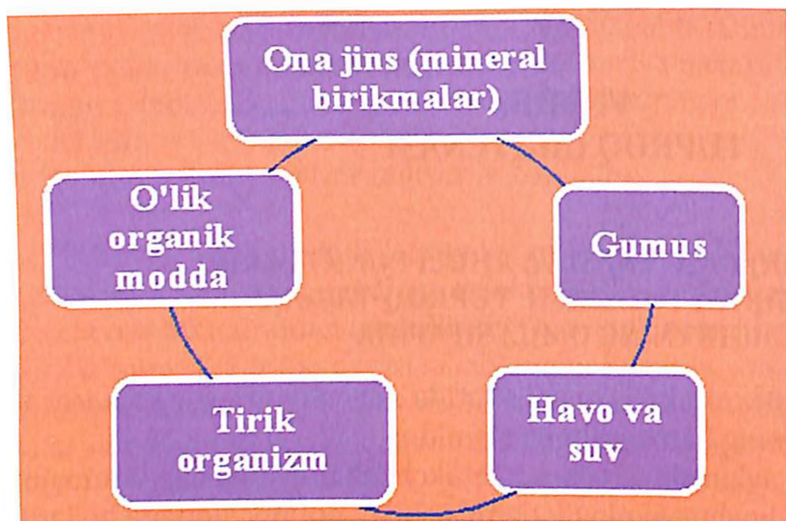 Ona jins (mineral
birikmalar)
Gumus
Havo va
suv
Tirik
organizm
O'lik
organik
modda